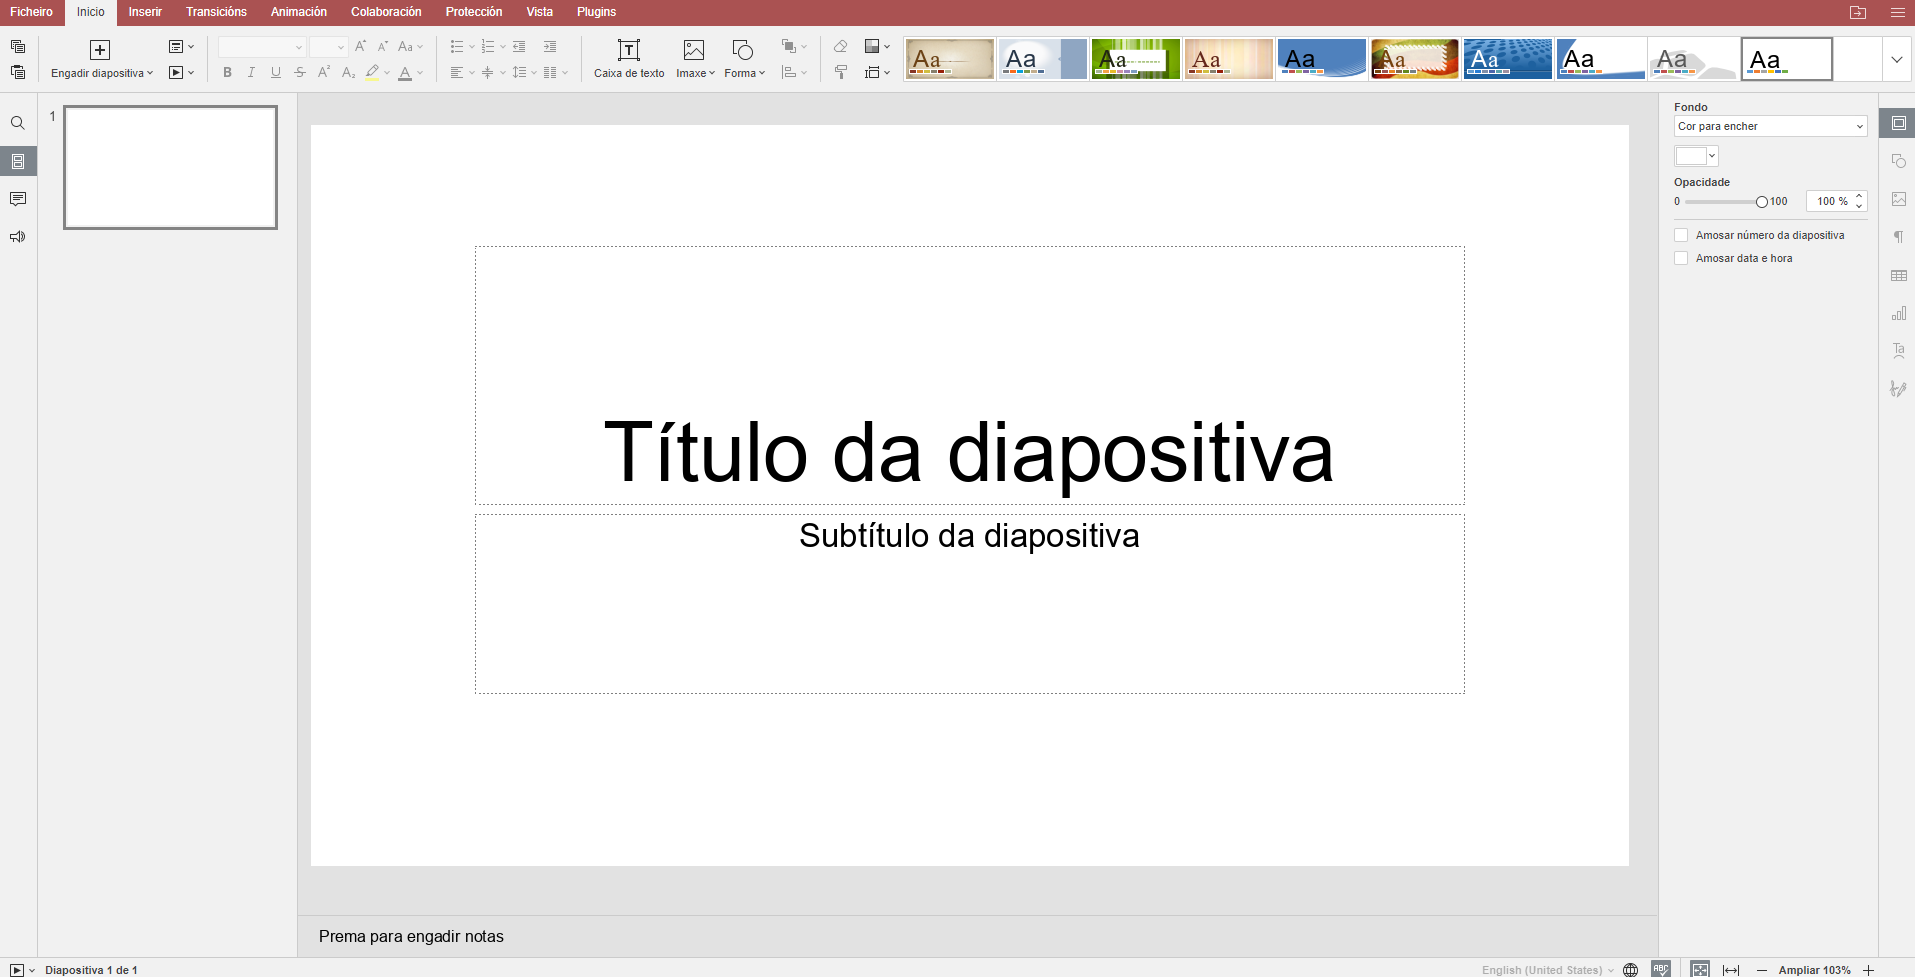 Ficheiro Inicio Inserir Transicións Animación Colaboración Protección Vista Plugins
Engadir diapositiva
Aa
B I U S A A A
Caixa de texto Imaxe Forma
Aa Aa Aa Aa Aa Aa Aa Aa Aa Aa
1
Título da diapositiva
Subtítulo da diapositiva
Prema para engadir notas
Fondo
Cor para encher
Opacidade
0 100 100 %
Amosar número da diapositiva
Amosar data e hora
Ta
Diapositiva 1 de 1 English (United States) ABC Ampliar 103%